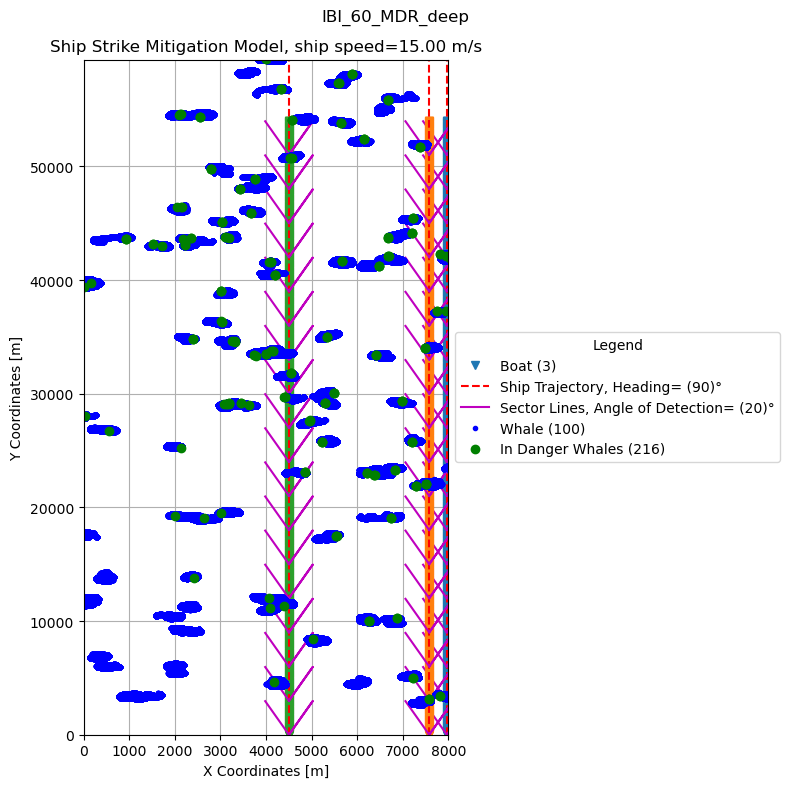 IBI_60_MDR_deep
Ship Strike Mitigation Model, ship speed=15.00 m/s
50000
40000
30000
20000
10000
0
Y Coordinates [m]
0 1000 2000 3000 4000 5000 6000 7000 8000
X Coordinates [m]
Legend
Boat (3)
Ship Trajectory, Heading= (90)°
Sector Lines, Angle of Detection= (20)°
Whale (100)
In Danger Whales (216)